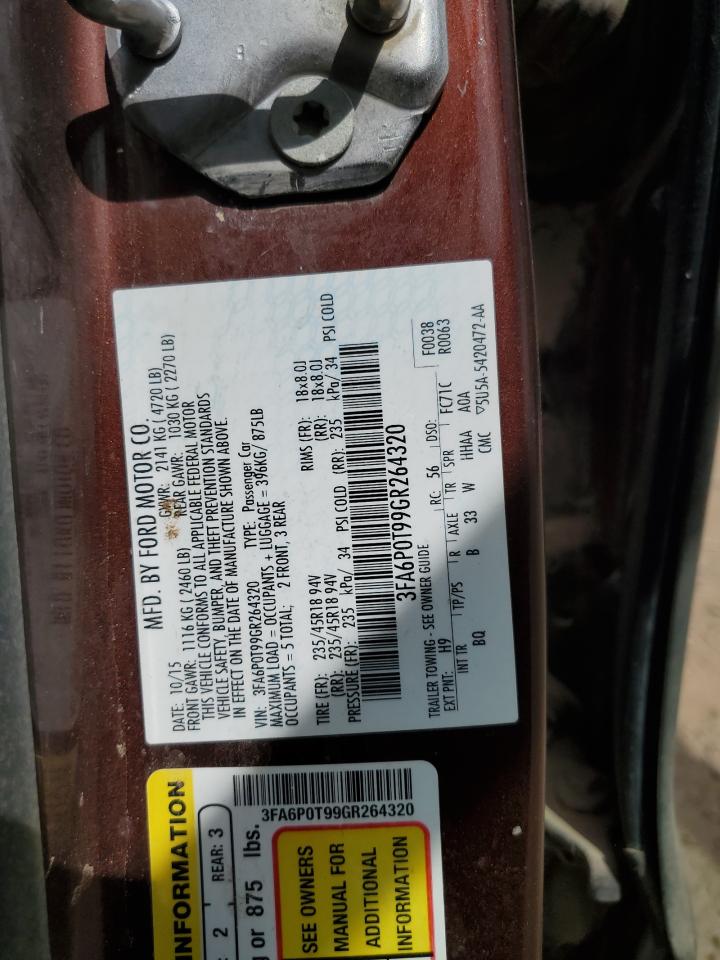 MFD. BY FORD MOTOR CO.
DATE: 10/15 GVWR: 2141 KG ( 4720 LB)
FRONT GAWR: 1116 KG ( 2460 LB) REAR GAWR: 1030 KG ( 2270 LB)
THIS VEHICLE CONFORMS TO ALL APPLICABLE FEDERAL MOTOR
VEHICLE SAFETY, BUMPER, AND THEFT PREVENTION STANDARDS
IN EFFECT ON THE DATE OF MANUFACTURE SHOWN ABOVE.
VIN: 3FA6P0T99GR264320 TYPE: Passenger Car
MAXIMUM LOAD = OCCUPANTS + LUGGAGE = 396KG/ 875LB
OCCUPANTS = 5 TOTAL; 2 FRONT, 3 REAR
TIRE (FR): 235/45R18 94V RIMS (FR): 18x8.0J
(RR): 235/45R18 94V (RR): 18x8.0J
PRESSURE (FR): 235 kPa/ 34 PSI COLD (RR): 235 kPa/ 34 PSI COLD
3FA6P0T99GR264320
TRAILER TOWING - SEE OWNER GUIDE F0038
EXT PNT: H9 RC: 56 DSO: FC71C R0063
INT TR TP/PS R AXLE TR SPR
BQ B 33 W HHAA AOA
CMC ▽5U5A-5420472-AA
INFORMATION
2 REAR: 3
g or 875 lbs.
3FA6P0T99GR264320
SEE OWNERS
MANUAL FOR
ADDITIONAL
INFORMATION